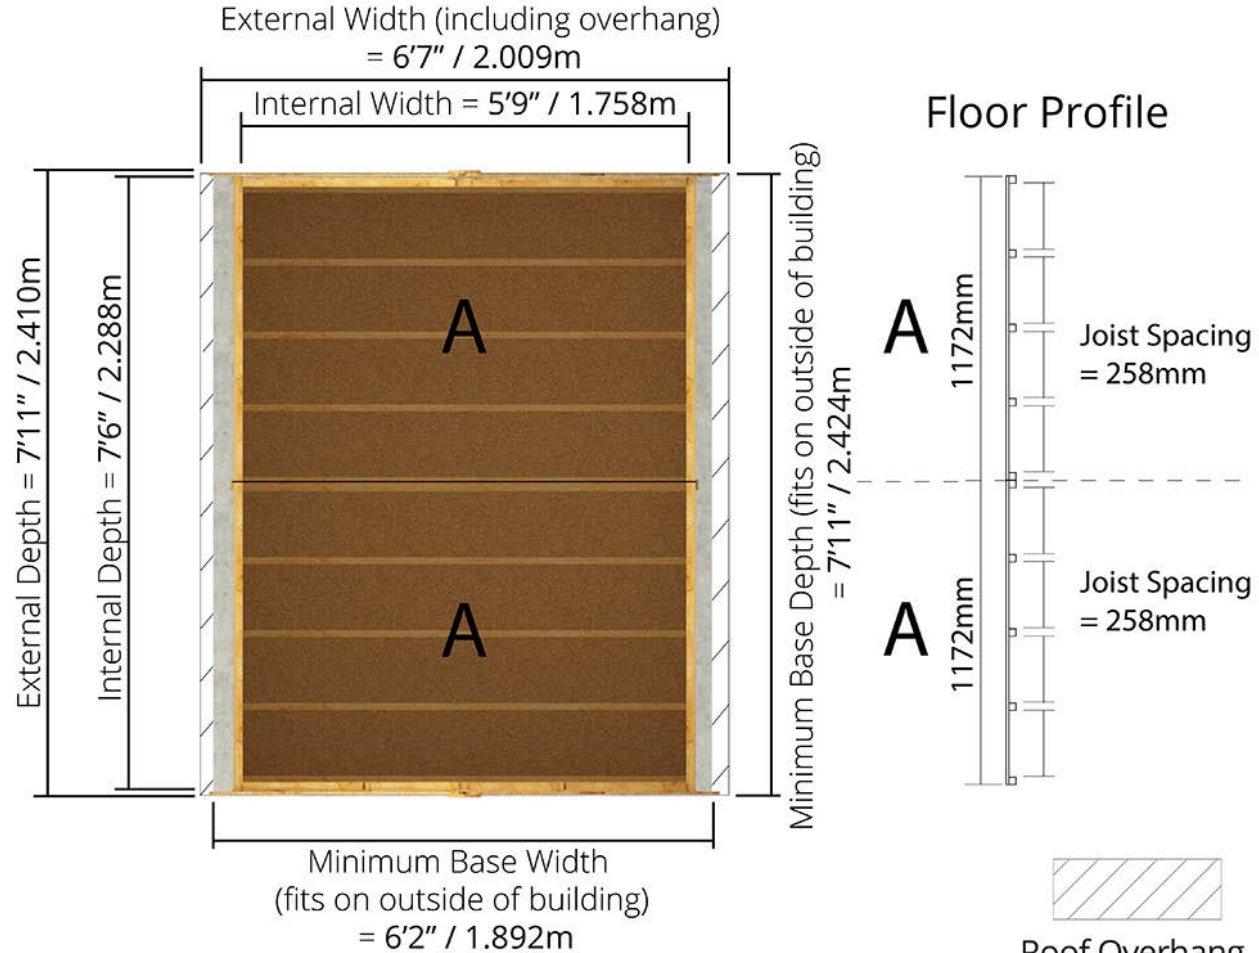 External Width (including overhang)
= 6’7” / 2.009m
Internal Width = 5’9” / 1.758m
Floor Profile
External Depth = 7’11” / 2.410m
Internal Depth = 7’6” / 2.288m
A
A
Minimum Base Depth (fits on outside of building)
= 7’11” / 2.424m
A
1172mm
Joist Spacing
= 258mm
A
1172mm
Joist Spacing
= 258mm
Minimum Base Width
(fits on outside of building)
= 6’2” / 1.892m
Roof Overhang